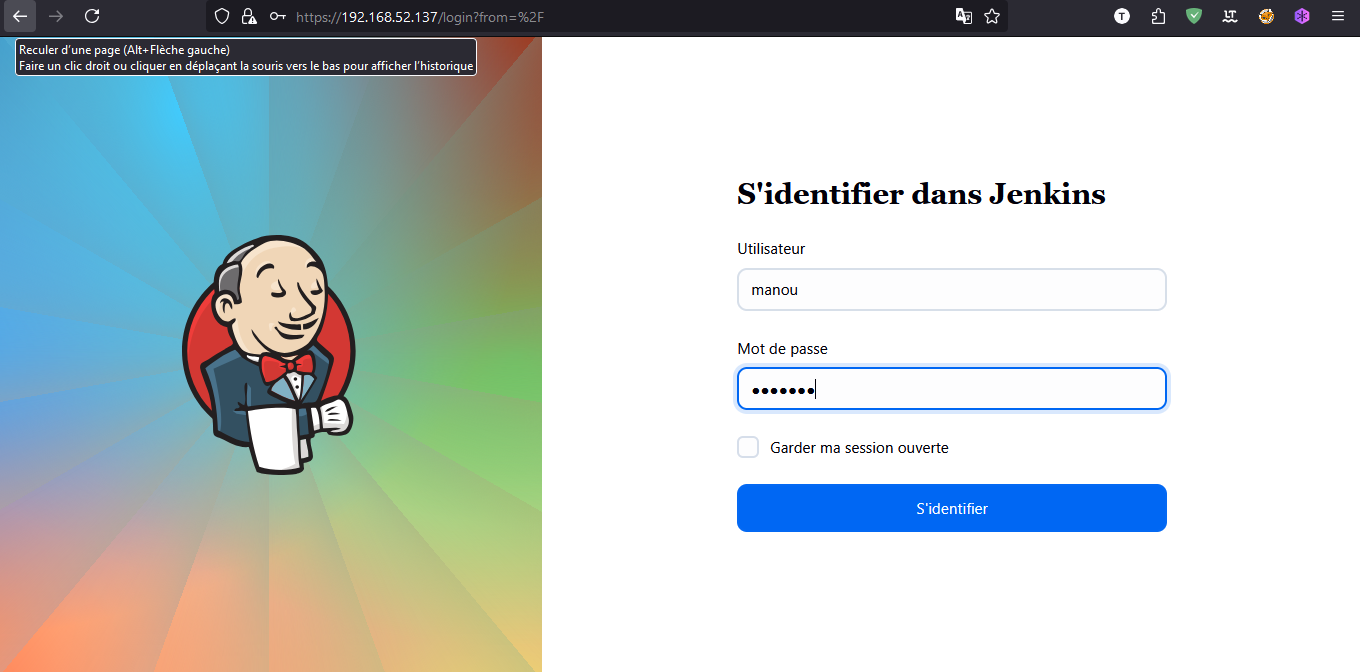 https://192.168.52.137/login?from=%2F
Reculer d'une page (Alt+Flèche gauche)
Faire un clic droit ou cliquer en déplaçant la souris vers le bas pour afficher l'historique
S'identifier dans Jenkins
Utilisateur
manou
Mot de passe
•••••••
Garder ma session ouverte
S'identifier